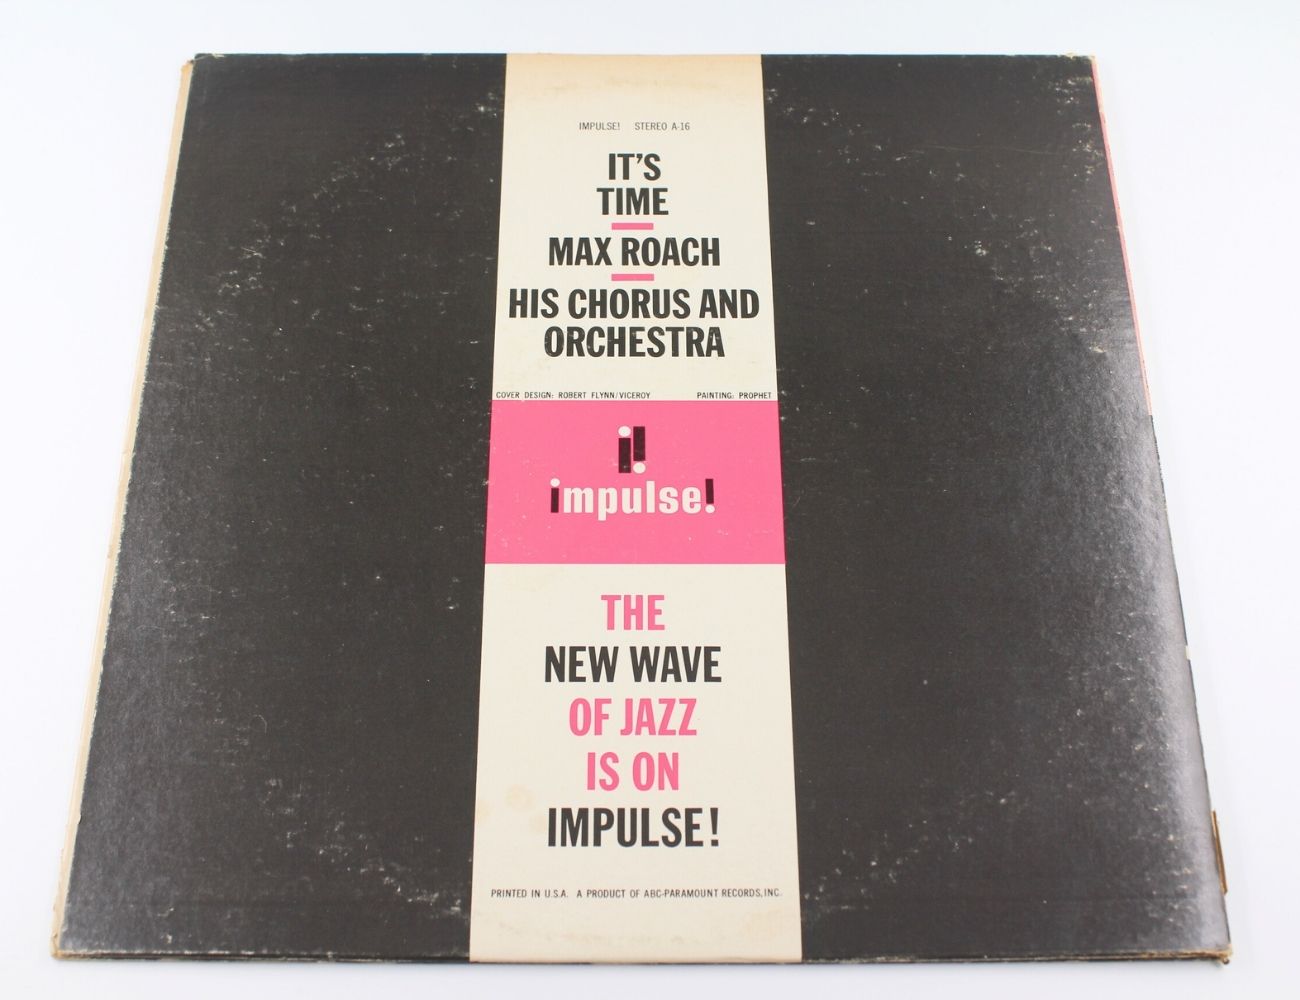 IMPULSE! STEREO A-16
IT'S
TIME
MAX ROACH
HIS CHORUS AND
ORCHESTRA
COVER DESIGN: ROBERT FLYNN/VICEROY PAINTING: PROPHET
i!
impulse!
THE
NEW WAVE
OF JAZZ
IS ON
IMPULSE!
PRINTED IN U.S.A. A PRODUCT OF ABC-PARAMOUNT RECORDS, INC.